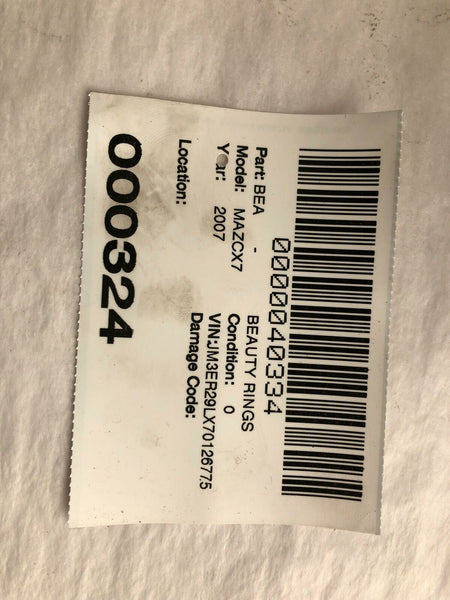 0000040334
Part: BEA - BEAUTY RINGS
Model: MAZCX7 Condition: 0
Year: 2007 VIN:JM3ER29LX70126775
Damage Code:
Location:
000324